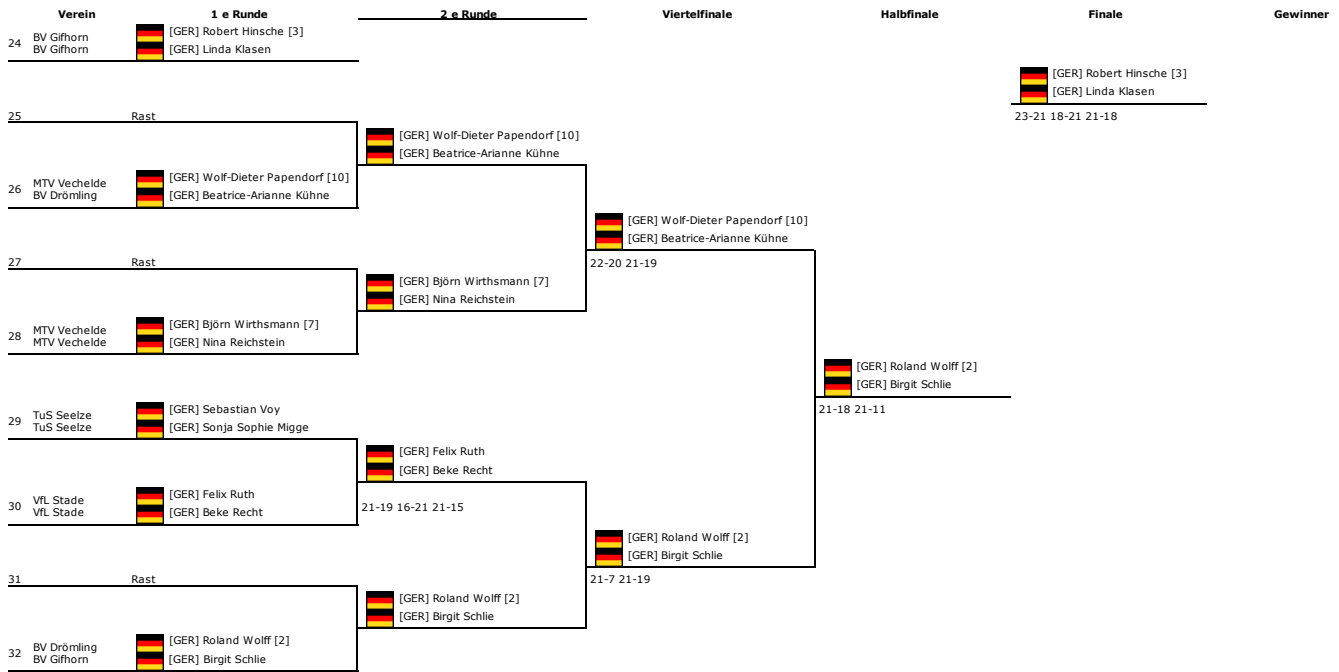 Verein 1 e Runde 2 e Runde Viertelfinale Halbfinale Finale Gewinner
24 BV Gifhorn [GER] Robert Hinsche [3]
BV Gifhorn [GER] Linda Klasen
[GER] Robert Hinsche [3]
[GER] Linda Klasen
25 Rast
23-21 18-21 21-18
[GER] Wolf-Dieter Papendorf [10]
[GER] Beatrice-Arianne Kühne
26 MTV Vechelde [GER] Wolf-Dieter Papendorf [10]
BV Drömling [GER] Beatrice-Arianne Kühne
[GER] Wolf-Dieter Papendorf [10]
[GER] Beatrice-Arianne Kühne
27 Rast
22-20 21-19
[GER] Björn Wirthsmann [7]
[GER] Nina Reichstein
28 MTV Vechelde [GER] Björn Wirthsmann [7]
MTV Vechelde [GER] Nina Reichstein
[GER] Roland Wolff [2]
[GER] Birgit Schlie
21-18 21-11
29 TuS Seelze [GER] Sebastian Voy
TuS Seelze [GER] Sonja Sophie Migge
[GER] Felix Ruth
[GER] Beke Recht
30 VfL Stade [GER] Felix Ruth
VfL Stade [GER] Beke Recht
21-19 16-21 21-15
[GER] Roland Wolff [2]
[GER] Birgit Schlie
31 Rast
21-7 21-19
[GER] Roland Wolff [2]
[GER] Birgit Schlie
32 BV Drömling [GER] Roland Wolff [2]
BV Gifhorn [GER] Birgit Schlie